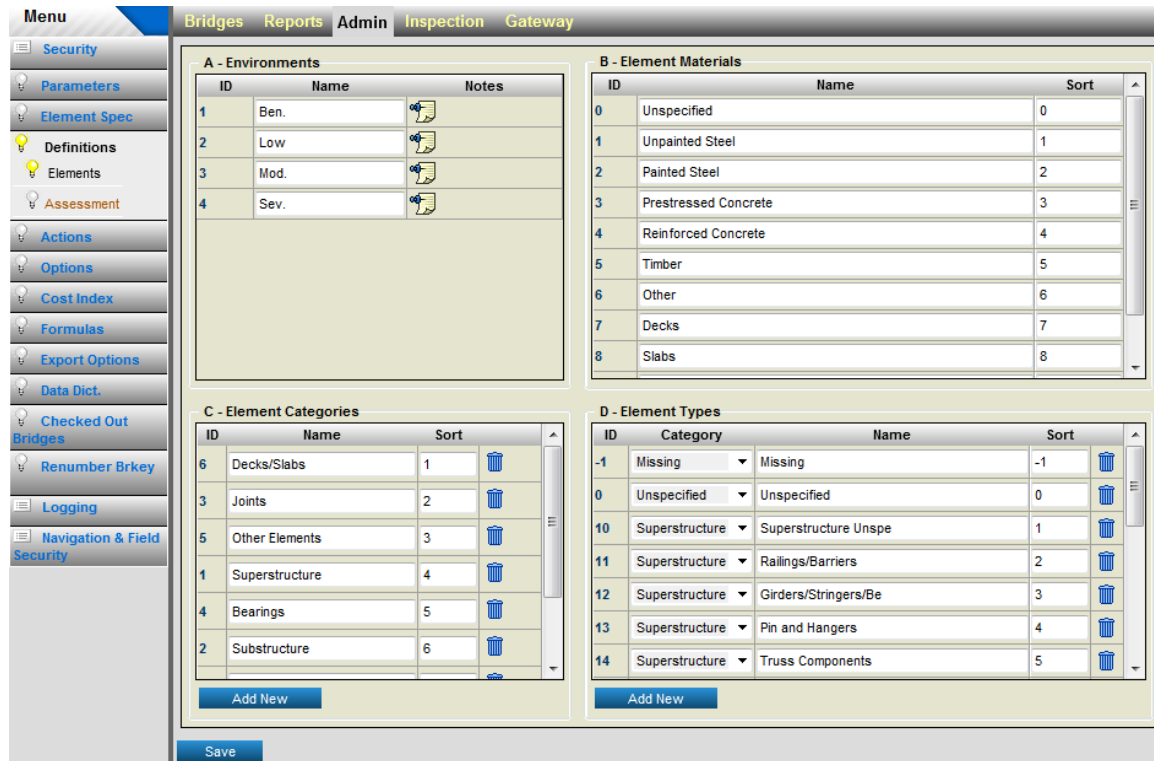 Menu
Bridges Reports Admin Inspection Gateway
Security
Parameters
Element Spec
Definitions
Elements
Assessment
Actions
Options
Cost Index
Formulas
Export Options
Data Dict.
Checked Out
Bridges
Renumber Brkey
Logging
Navigation & Field
Security
A - Environments
ID Name Notes
1 Ben.
2 Low
3 Mod.
4 Sev.
B - Element Materials
ID Name Sort
0 Unspecified 0
1 Unpainted Steel 1
2 Painted Steel 2
3 Prestressed Concrete 3
4 Reinforced Concrete 4
5 Timber 5
6 Other 6
7 Decks 7
8 Slabs 8
C - Element Categories
ID Name Sort
6 Decks/Slabs 1
3 Joints 2
5 Other Elements 3
1 Superstructure 4
4 Bearings 5
2 Substructure 6
Add New
D - Element Types
ID Category Name Sort
-1 Missing Missing -1
0 Unspecified Unspecified 0
10 Superstructure Superstructure Unspe 1
11 Superstructure Railings/Barriers 2
12 Superstructure Girders/Stringers/Be 3
13 Superstructure Pin and Hangers 4
14 Superstructure Truss Components 5
Add New
Save